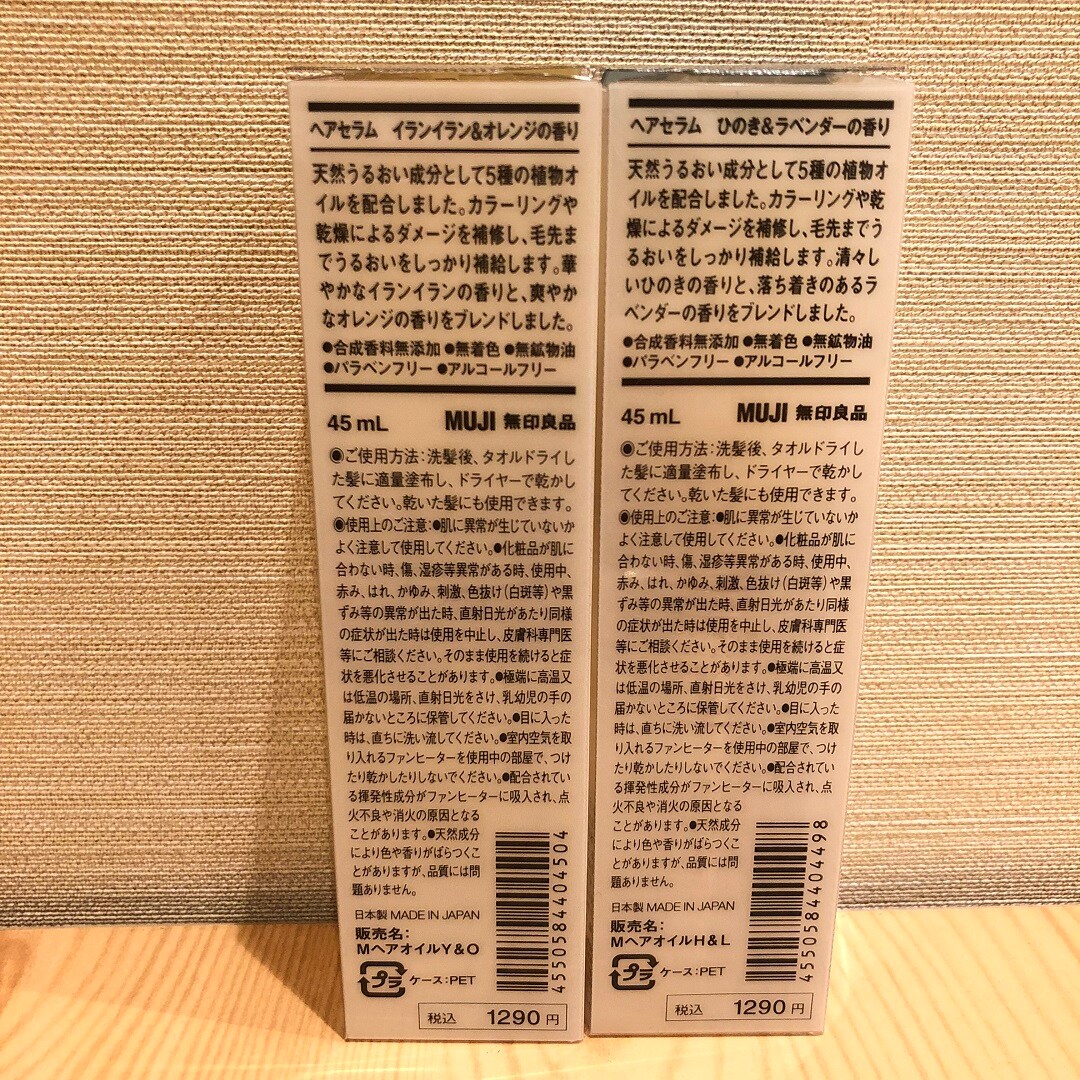 ヘアセラム イランイラン&オレンジの香り
天然うるおい成分として5種の植物オ
イルを配合しました。カラーリングや
乾燥によるダメージを補修し、毛先ま
でうるおいをしっかり補給します。華
やかなイランイランの香りと、爽やか
なオレンジの香りをブレンドしました。
●合成香料無添加 ●無着色 ●無鉱物油
●パラベンフリー ●アルコールフリー
45 mL MUJI 無印良品
◉ご使用方法:洗髪後、タオルドライし
た髪に適量塗布し、ドライヤーで乾かし
てください。乾いた髪にも使用できます。
◉使用上のご注意:●肌に異常が生じていないか
よく注意して使用してください。●化粧品が肌に
合わない時、傷、湿疹等異常がある時、使用中、
赤み、はれ、かゆみ、刺激、色抜け(白斑等)や黒
ずみ等の異常が出た時、直射日光があたり同様
の症状が出た時は使用を中止し、皮膚科専門医
等にご相談ください。そのまま使用を続けると症
状を悪化させることがあります。●極端に高温又
は低温の場所、直射日光をさけ、乳幼児の手の
届かないところに保管してください。●目に入った
時は、直ちに洗い流してください。●室内空気を取
り入れるファンヒーターを使用中の部屋で、つけ
たり乾かしたりしないでください。●配合されてい
る揮発性成分がファンヒーターに吸入され、点
火不良や消火の原因となる
ことがあります。●天然成分
により色や香りがばらつくこ
とがありますが、品質には問
題ありません。
日本製 MADE IN JAPAN
販売名:
MヘアオイルY&O
プラ ケース:PET
4550584404504
税込 1290円
ヘアセラム ひのき&ラベンダーの香り
天然うるおい成分として5種の植物オ
イルを配合しました。カラーリングや乾
燥によるダメージを補修し、毛先までう
るおいをしっかり補給します。清々し
いひのきの香りと、落ち着きのあるラ
ベンダーの香りをブレンドしました。
●合成香料無添加 ●無着色 ●無鉱物油
●パラベンフリー ●アルコールフリー
45 mL MUJI 無印良品
◉ご使用方法:洗髪後、タオルドライし
た髪に適量塗布し、ドライヤーで乾かし
てください。乾いた髪にも使用できます。
◉使用上のご注意:●肌に異常が生じていないか
よく注意して使用してください。●化粧品が肌に
合わない時、傷、湿疹等異常がある時、使用中、
赤み、はれ、かゆみ、刺激、色抜け(白斑等)や黒
ずみ等の異常が出た時、直射日光があたり同様
の症状が出た時は使用を中止し、皮膚科専門医
等にご相談ください。そのまま使用を続けると症
状を悪化させることがあります。●極端に高温又
は低温の場所、直射日光をさけ、乳幼児の手の
届かないところに保管してください。●目に入った
時は、直ちに洗い流してください。●室内空気を取
り入れるファンヒーターを使用中の部屋で、つけ
たり乾かしたりしないでください。●配合されてい
る揮発性成分がファンヒーターに吸入され、点
火不良や消火の原因となる
ことがあります。●天然成分
により色や香りがばらつくこ
とがありますが、品質には問
題ありません。
日本製 MADE IN JAPAN
販売名:
MヘアオイルH&L
プラ ケース:PET
4550584404498
税込 1290円